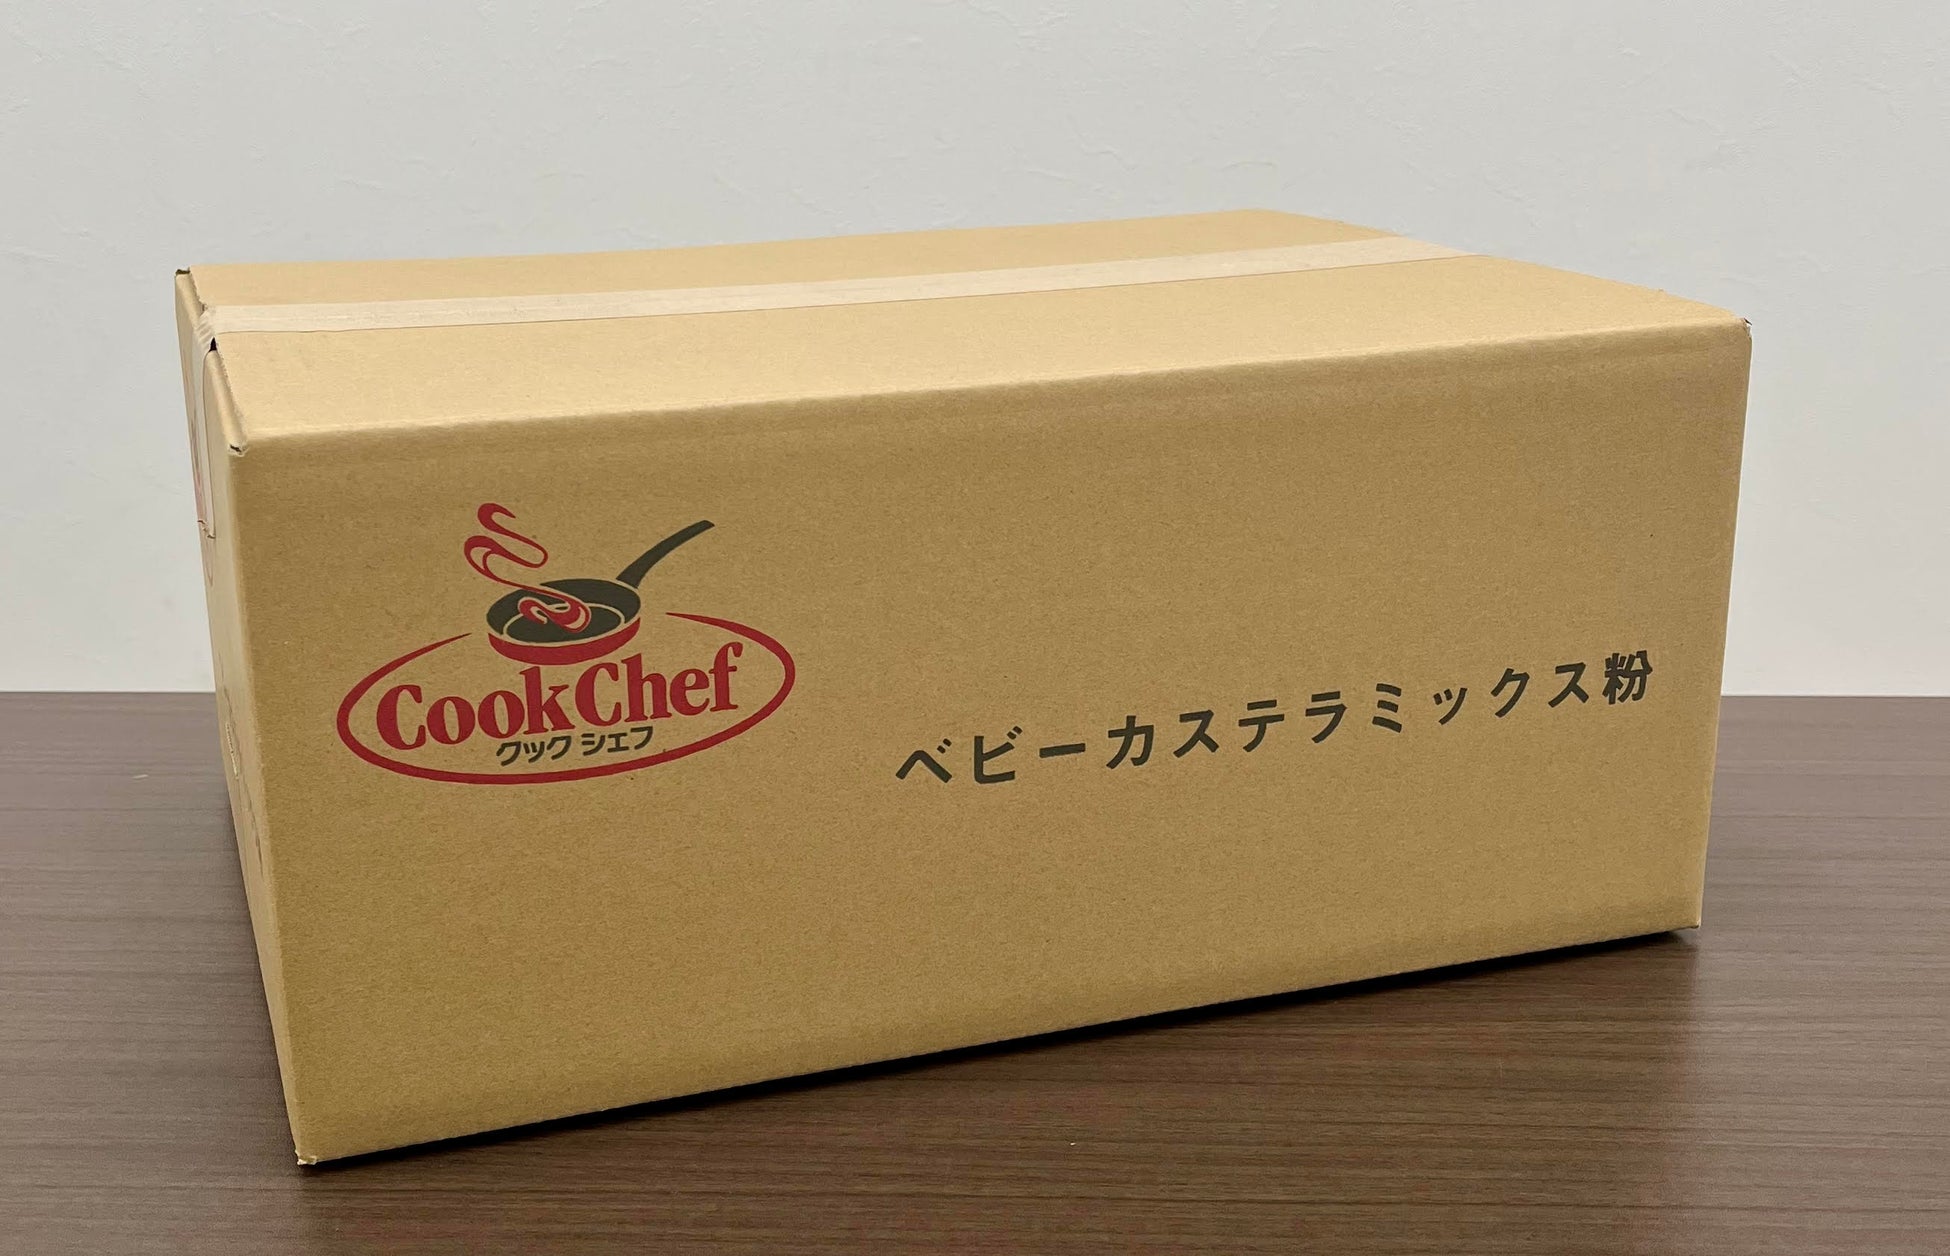 CookChef
クック シェフ
ベビーカステラミックス粉